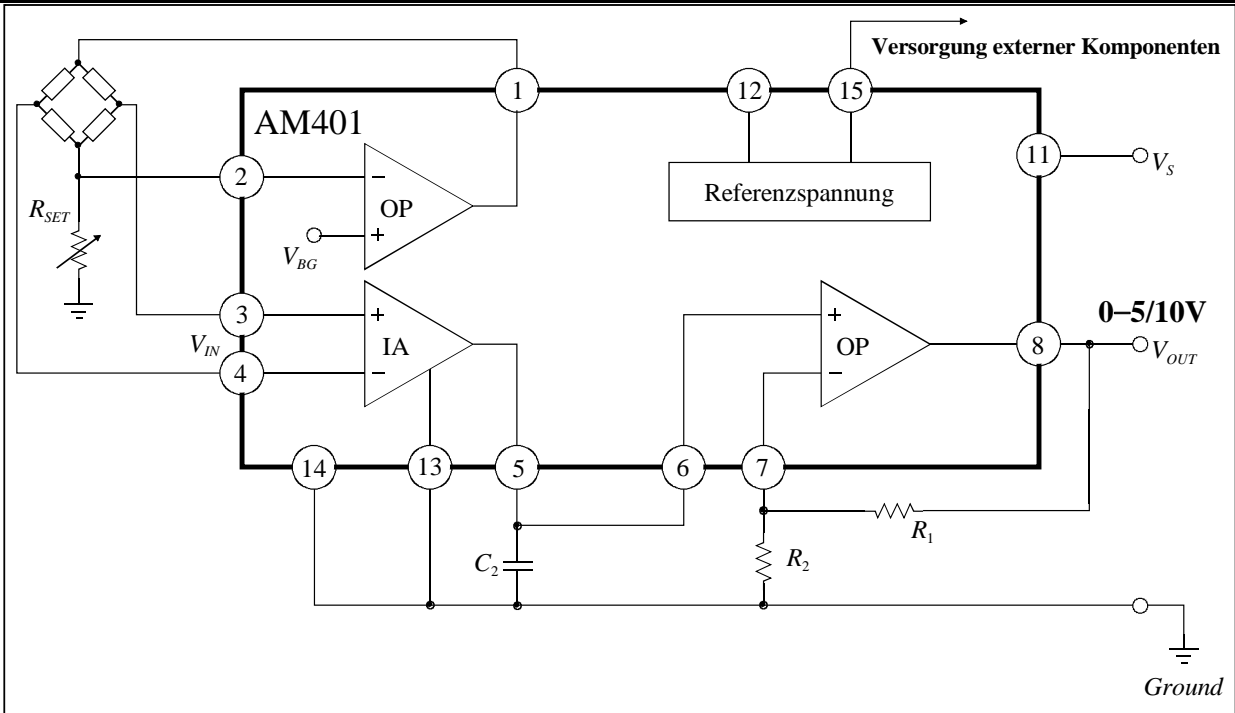 Versorgung externer Komponenten
1
12
15
AM401
11
V_S
2
−
OP
+
V_BG
Referenzspannung
R_SET
3
+
V_IN
IA
4
−
+
OP
−
8
0−5/10V
V_OUT
14
13
5
6
7
R_1
C_2
R_2
Ground